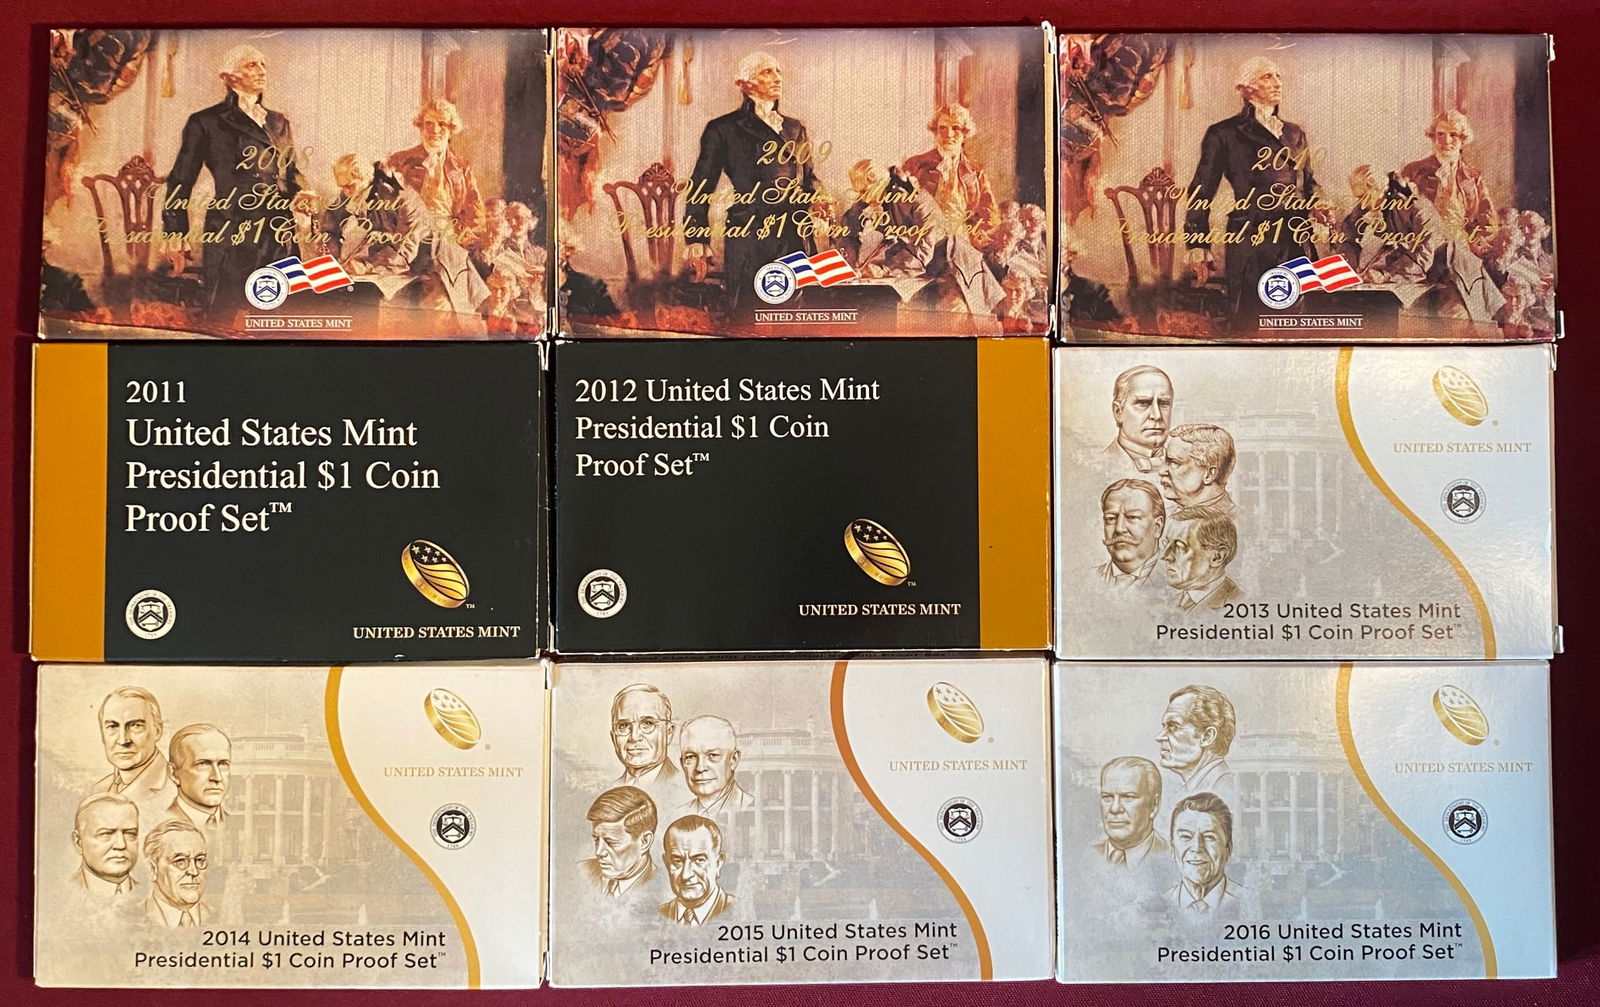 2008
United States Mint
Presidential $1 Coin Proof Set™
UNITED STATES MINT
2009
United States Mint
Presidential $1 Coin Proof Set™
UNITED STATES MINT
2010
United States Mint
Presidential $1 Coin Proof Set™
UNITED STATES MINT
2011
United States Mint
Presidential $1 Coin
Proof Set™
™
UNITED STATES MINT
2012 United States Mint
Presidential $1 Coin
Proof Set™
™
UNITED STATES MINT
®
UNITED STATES MINT
2013 United States Mint
Presidential $1 Coin Proof Set™
®
UNITED STATES MINT
2014 United States Mint
Presidential $1 Coin Proof Set™
®
UNITED STATES MINT
2015 United States Mint
Presidential $1 Coin Proof Set™
®
UNITED STATES MINT
2016 United States Mint
Presidential $1 Coin Proof Set™